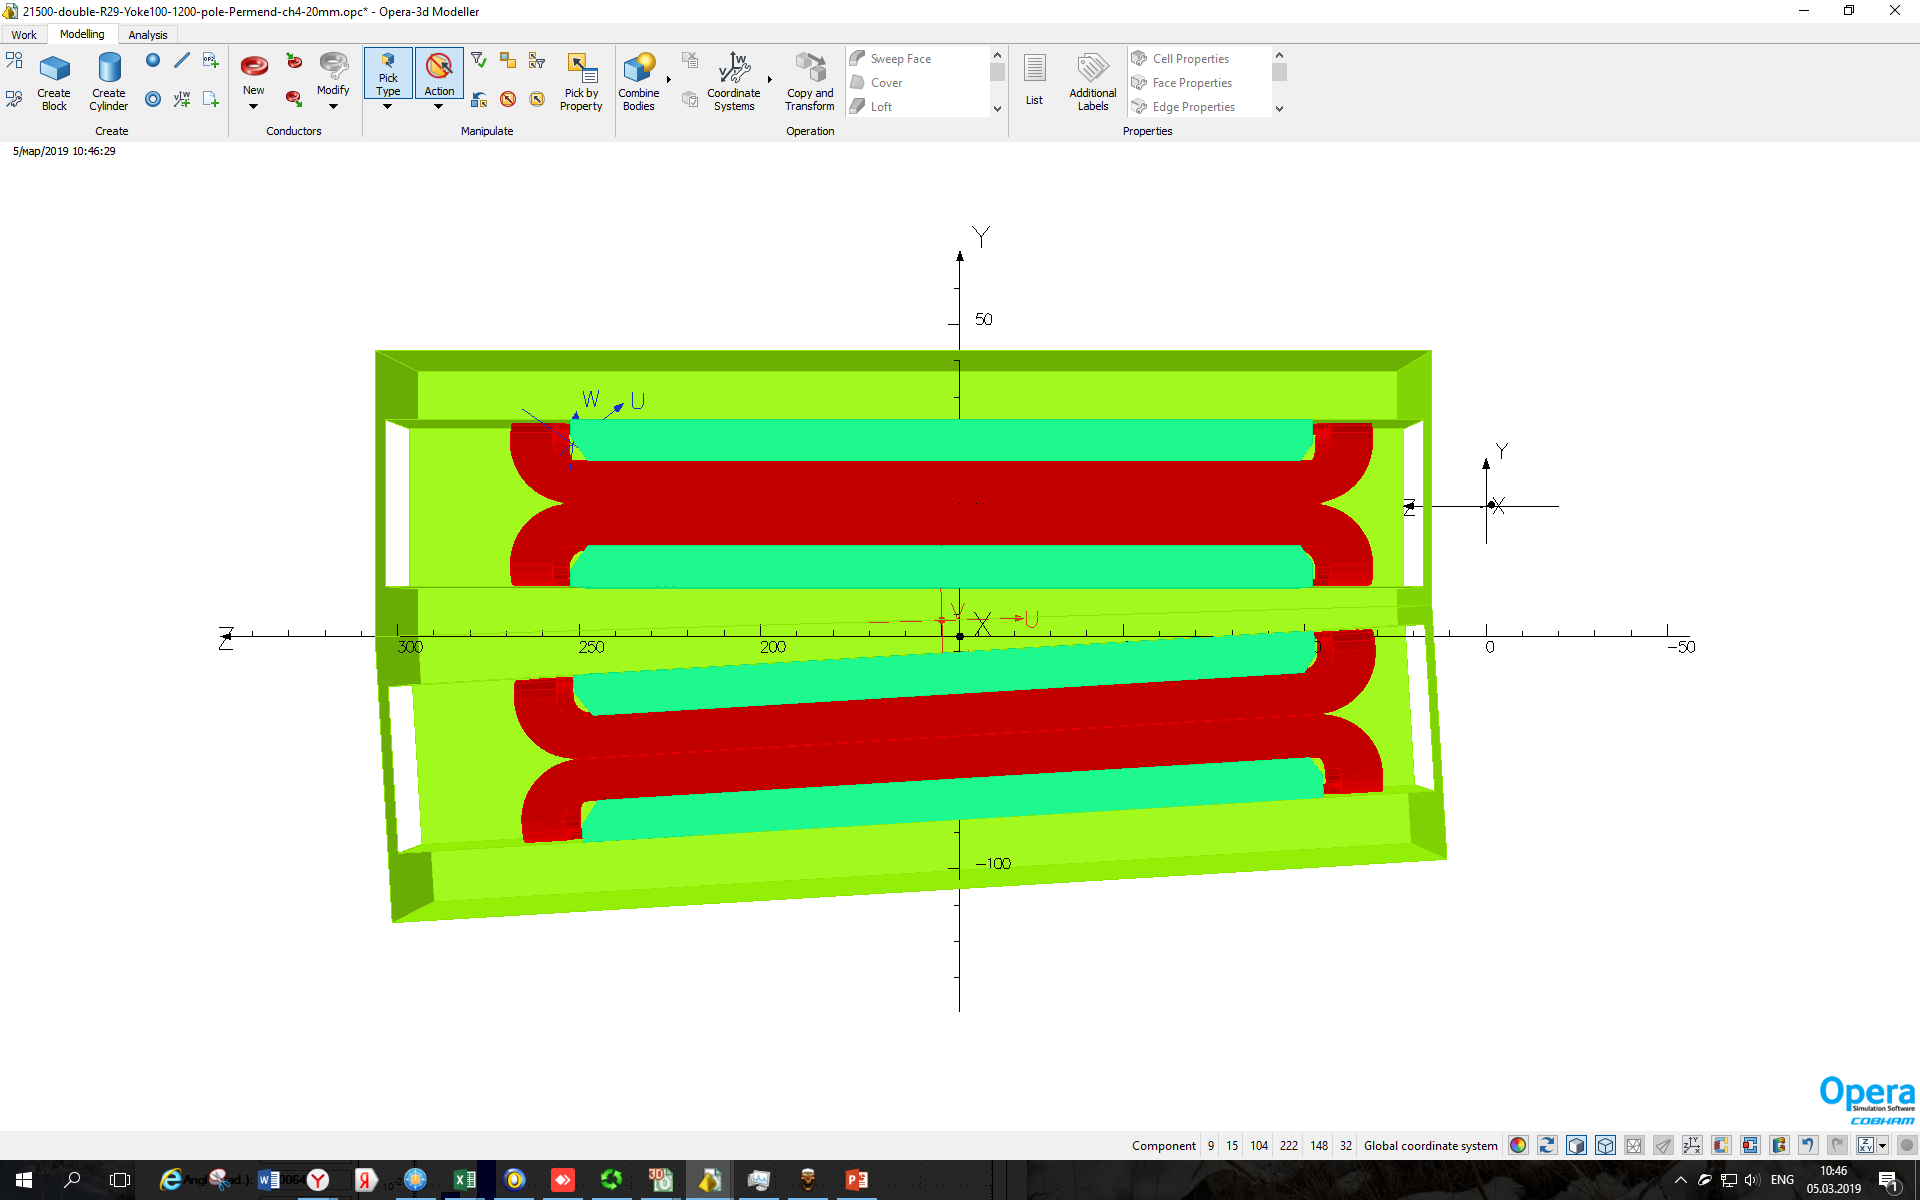 21500-double-R29-Yoke100-1200-pole-Permend-ch4-20mm.opc* - Opera-3d Modeller
Work Modelling Analysis
Create Block
Create Cylinder
Create
New
Modify
Conductors
Pick Type
Action
Pick by Property
Manipulate
Combine Bodies
Coordinate Systems
Copy and Transform
Sweep Face
Cover
Loft
Operation
List
Additional Labels
Cell Properties
Face Properties
Edge Properties
Properties
5/мар/2019 10:46:29
Y
50
W U
Y
Z X
V X U
Z 300 250 200 0 -50
-100
Opera
Simulation Software
COBHAM
Component 9 15 104 222 148 32 Global coordinate system
ENG
10:46
05.03.2019